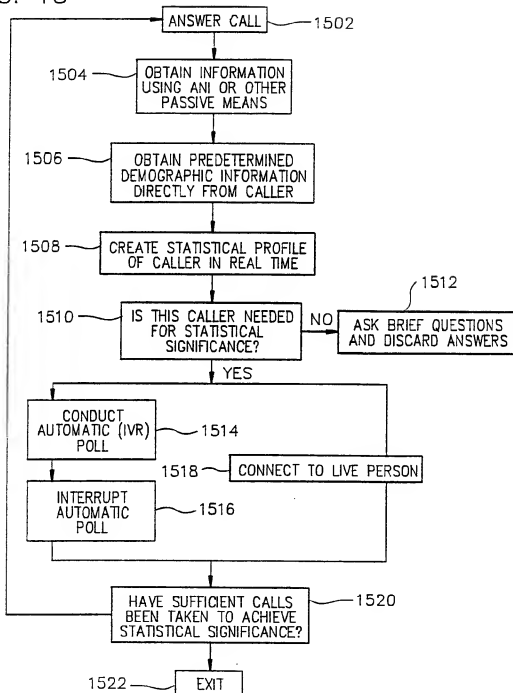 ANSWER CALL
1502
1504
OBTAIN INFORMATION
USING ANI OR OTHER
PASSIVE MEANS
1506
OBTAIN PREDETERMINED
DEMOGRAPHIC INFORMATION
DIRECTLY FROM CALLER
1508
CREATE STATISTICAL PROFILE
OF CALLER IN REAL TIME
1510
IS THIS CALLER NEEDED
FOR STATISTICAL
SIGNIFICANCE?
NO
1512
ASK BRIEF QUESTIONS
AND DISCARD ANSWERS
YES
CONDUCT
AUTOMATIC (IVR)
POLL
1514
1518
CONNECT TO LIVE PERSON
INTERRUPT
AUTOMATIC
POLL
1516
HAVE SUFFICIENT CALLS
BEEN TAKEN TO ACHIEVE
STATISTICAL SIGNIFICANCE?
1520
1522
EXIT